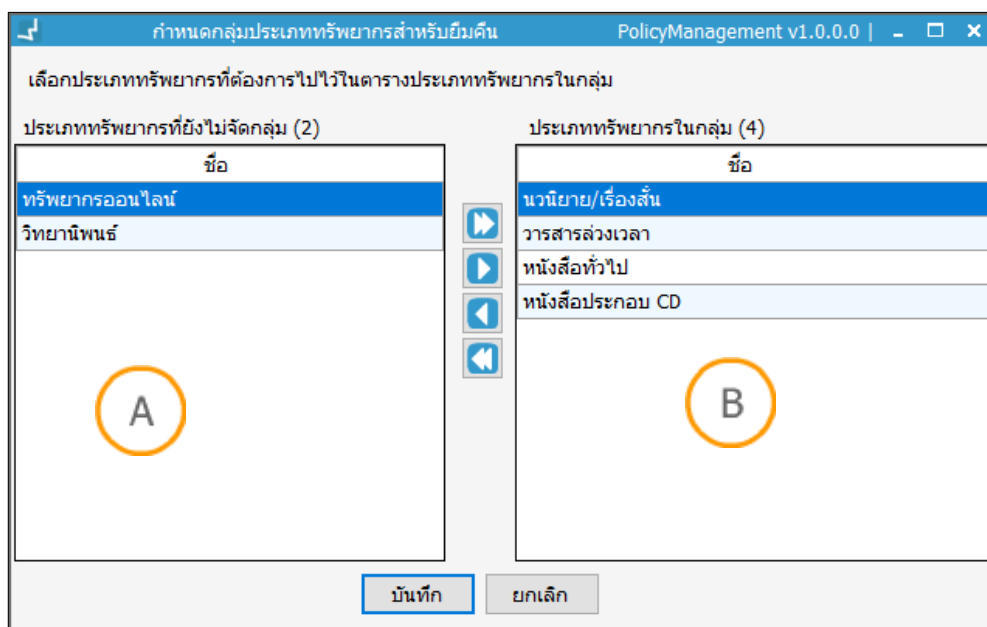 กำหนดกลุ่มประเภททรัพยากรสำหรับยืมคืน PolicyManagement v1.0.0.0 |
เลือกประเภททรัพยากรที่ต้องการไปไว้ในตารางประเภททรัพยากรในกลุ่ม
ประเภททรัพยากรที่ยังไม่จัดกลุ่ม (2)
ชื่อ
ทรัพยากรออนไลน์
วิทยานิพนธ์
A
ประเภททรัพยากรในกลุ่ม (4)
ชื่อ
นวนิยาย/เรื่องสั้น
วารสารล่วงเวลา
หนังสือทั่วไป
หนังสือประกอบ CD
B
บันทึก ยกเลิก